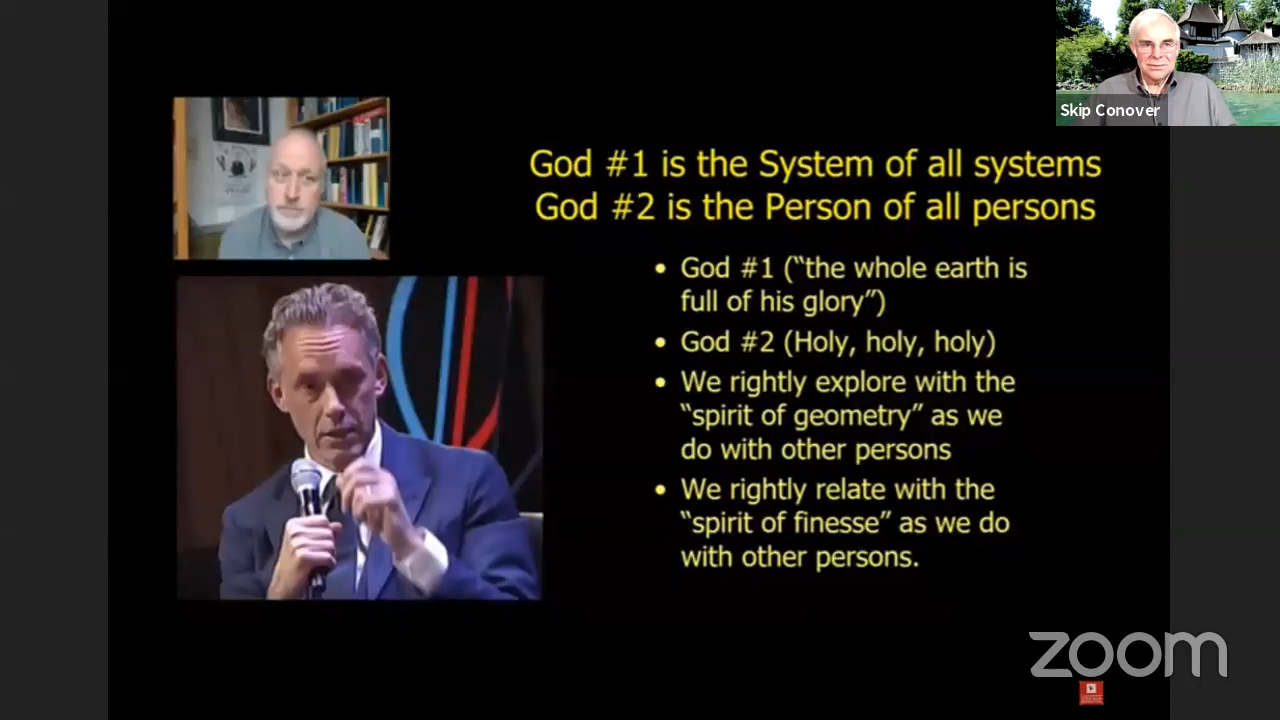 Skip Conover
God #1 is the System of all systems
God #2 is the Person of all persons
• God #1 (“the whole earth is
full of his glory”)
• God #2 (Holy, holy, holy)
• We rightly explore with the
“spirit of geometry” as we
do with other persons
• We rightly relate with the
“spirit of finesse” as we do
with other persons.
zoom